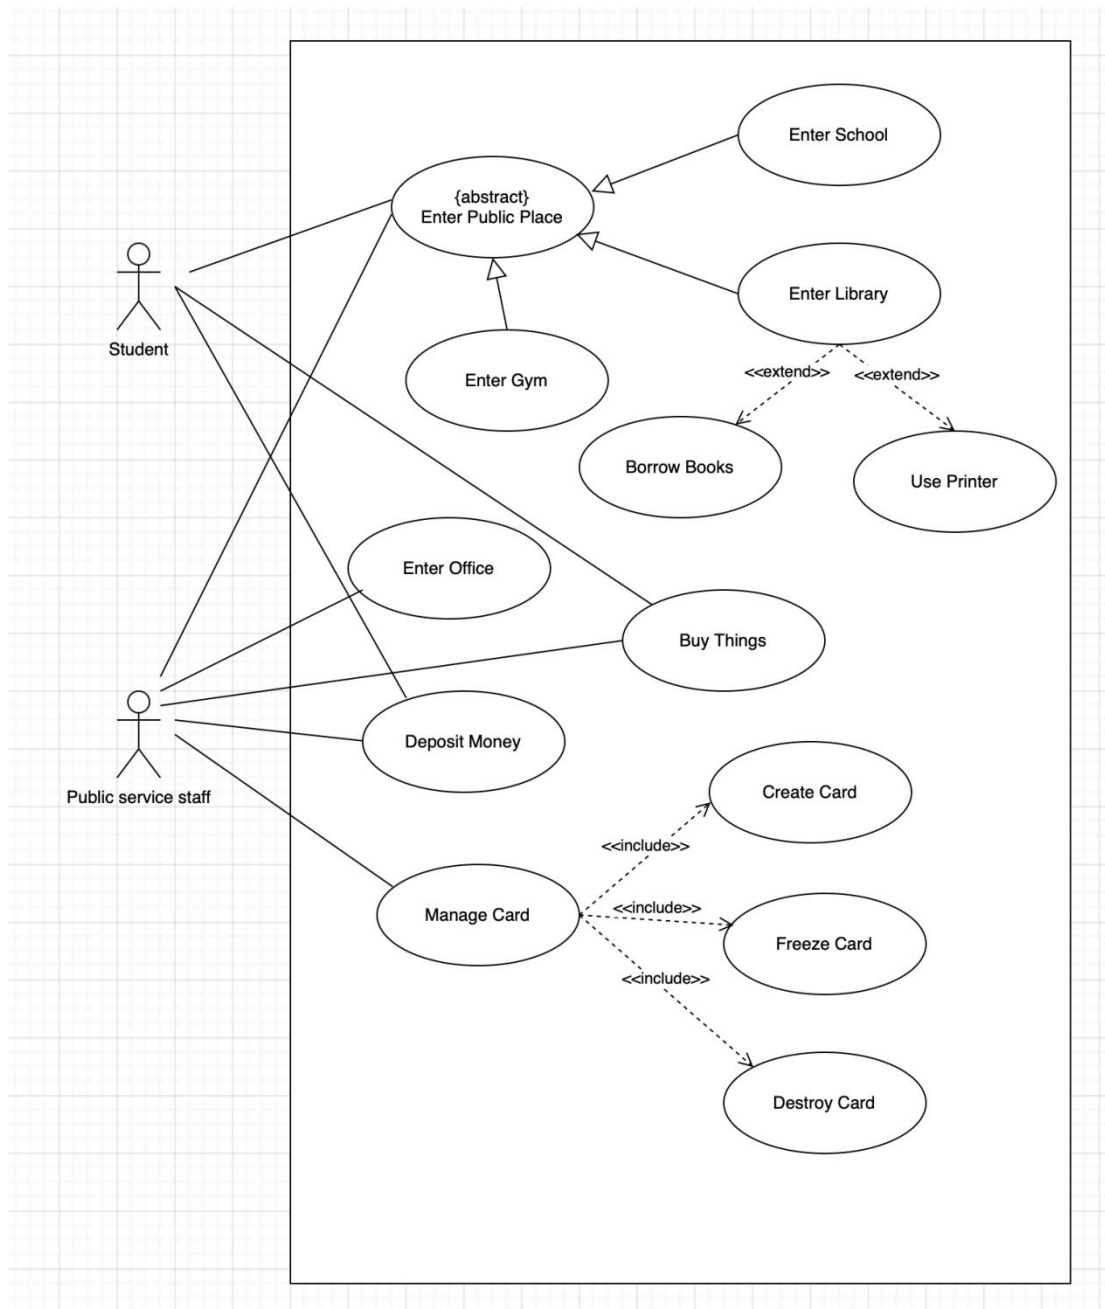 Enter School
{abstract}
Enter Public Place
Enter Library
Student
Enter Gym
<<extend>>
<<extend>>
Borrow Books
Use Printer
Enter Office
Buy Things
Deposit Money
Public service staff
Create Card
<<include>>
Manage Card
<<include>>
Freeze Card
<<include>>
Destroy Card